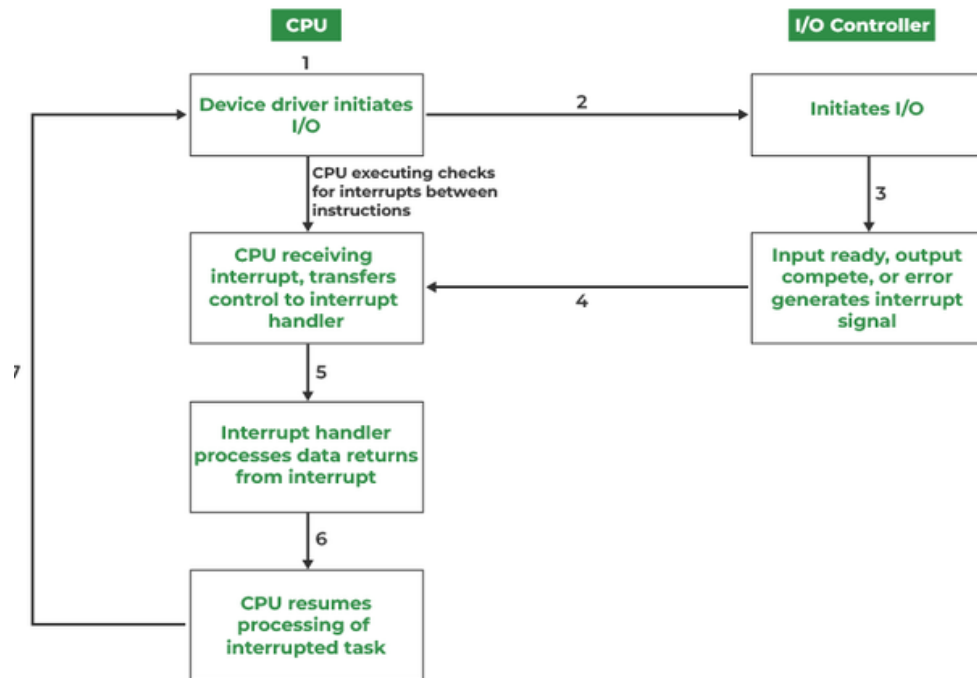 CPU
I/O Controller
1
Device driver initiates
I/O
2
Initiates I/O
CPU executing checks
for interrupts between
instructions
3
CPU receiving
interrupt, transfers
control to interrupt
handler
4
Input ready, output
compete, or error
generates interrupt
signal
5
7
Interrupt handler
processes data returns
from interrupt
6
CPU resumes
processing of
interrupted task